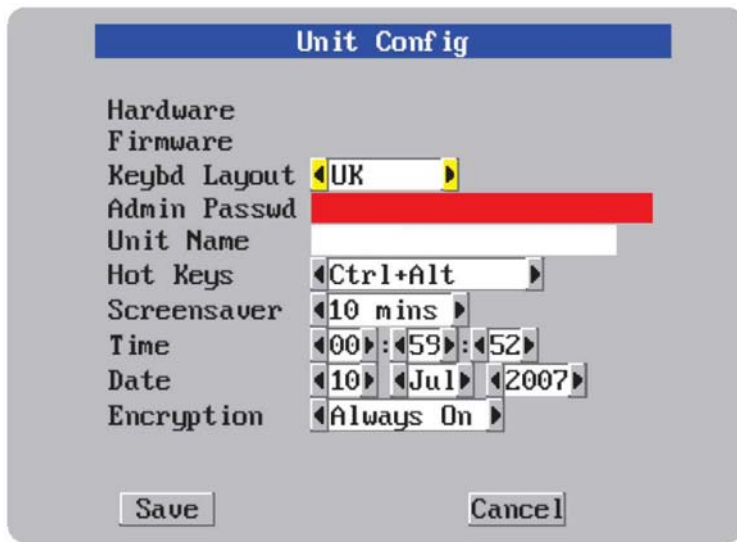 Unit Config
Hardware
Firmware
Keybd Layout UK
Admin Passwd
Unit Name
Hot Keys Ctrl+Alt
Screensaver 10 mins
Time 00:59:52
Date 10 Jul 2007
Encryption Always On
Save Cancel